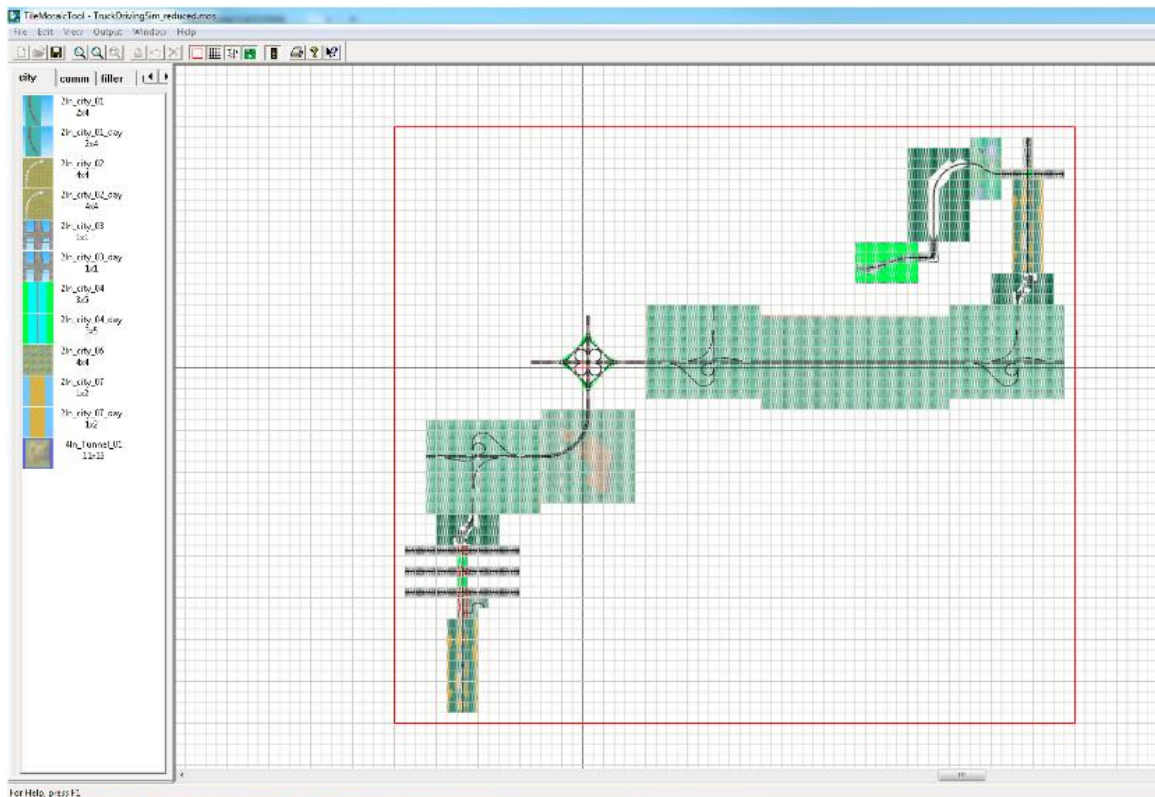 TileMosaicTool - TruckDrivingSim_reduced.mos
File Edit View Output Window Help
city cumm filler
2ln_city_01
2x4
2ln_city_01_day
2x4
2ln_city_02
4x4
2ln_city_02_day
4x4
2ln_city_03
1x1
2ln_city_03_day
1x1
2ln_city_04
3x5
2ln_city_04_day
3x5
2ln_city_06
4x4
2ln_city_07
1x2
2ln_city_07_day
1x2
4ln_Tunnel_01
For Help, press F1